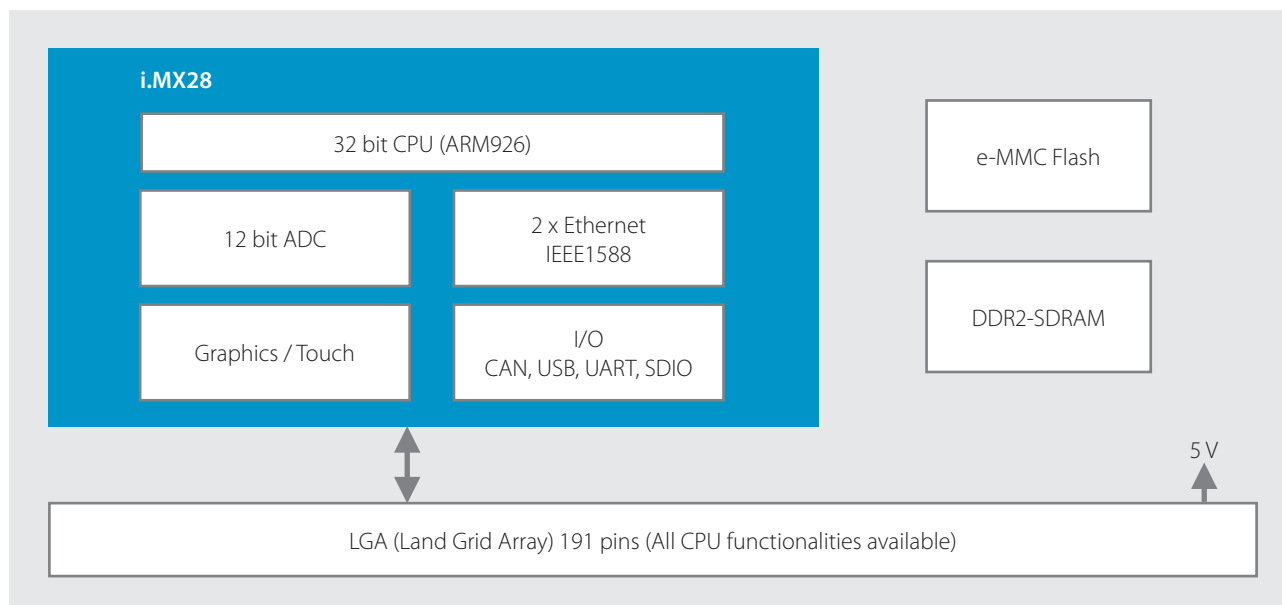 i.MX28
32 bit CPU (ARM926)
12 bit ADC
2 x Ethernet
IEEE1588
Graphics / Touch
I/O
CAN, USB, UART, SDIO
e-MMC Flash
DDR2-SDRAM
5 V
LGA (Land Grid Array) 191 pins (All CPU functionalities available)